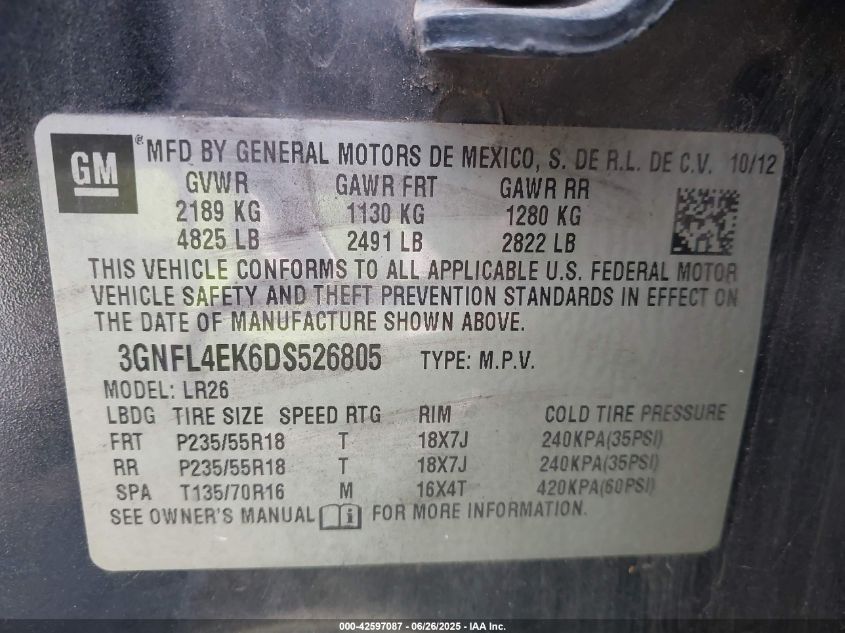 GM ® MFD BY GENERAL MOTORS DE MEXICO, S. DE R.L. DE C.V. 10/12
GVWR GAWR FRT GAWR RR
2189 KG 1130 KG 1280 KG
4825 LB 2491 LB 2822 LB
THIS VEHICLE CONFORMS TO ALL APPLICABLE U.S. FEDERAL MOTOR
VEHICLE SAFETY AND THEFT PREVENTION STANDARDS IN EFFECT ON
THE DATE OF MANUFACTURE SHOWN ABOVE.
3GNFL4EK6DS526805 TYPE: M.P.V.
MODEL: LR26
LBDG TIRE SIZE SPEED RTG RIM COLD TIRE PRESSURE
FRT P235/55R18 T 18X7J 240KPA(35PSI)
RR P235/55R18 T 18X7J 240KPA(35PSI)
SPA T135/70R16 M 16X4T 420KPA(60PSI)
SEE OWNER'S MANUAL i FOR MORE INFORMATION.
000-42597087 - 06/26/2025 - IAA Inc.